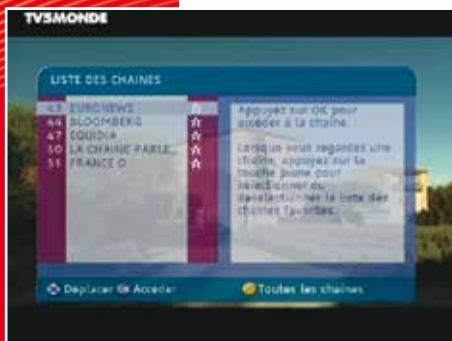 TV5MONDE
LISTE DES CHAINES
43 EURONEWS
44 BLOOMBERG
47 EQUIDIA
50 LA CHAINE PARLE...
51 FRANCE O
Appuyez sur OK pour
accéder à la chaîne.
Lorsque vous regardez une
chaîne, appuyez sur la
touche jaune pour
sélectionner ou
désélectionner la liste des
chaînes favorites.
Déplacer OK Accéder
Toutes les chaînes